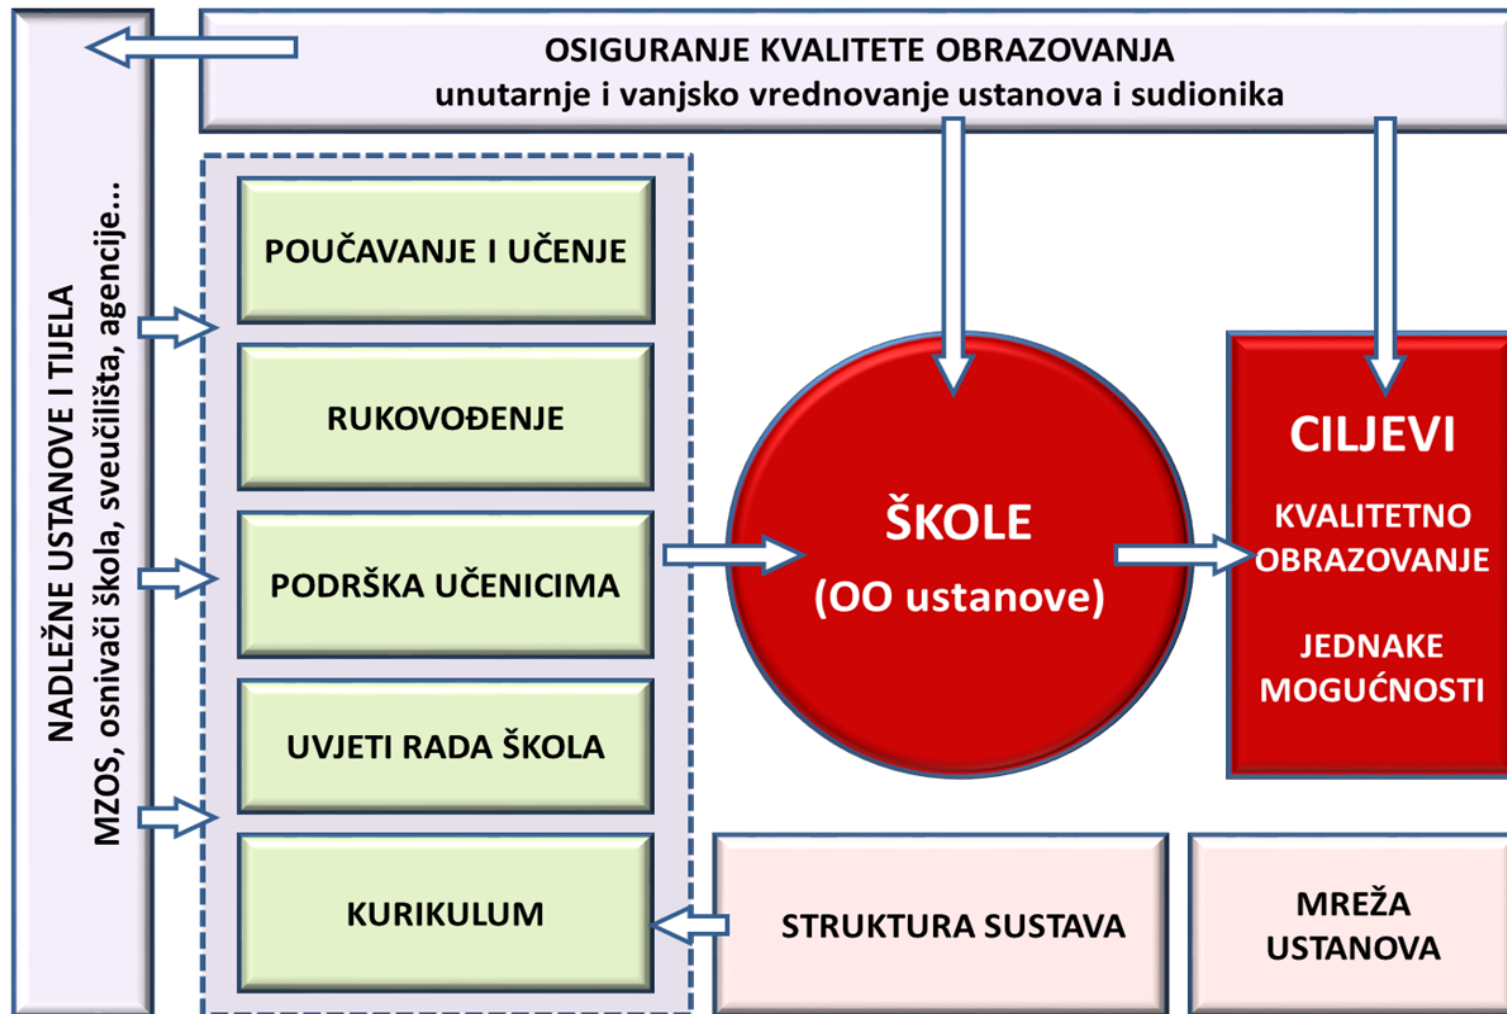 OSIGURANJE KVALITETE OBRAZOVANJA
unutarnje i vanjsko vrednovanje ustanova i sudionika
NADLEŽNE USTANOVE I TIJELA
MZOS, osnivači škola, sveučilišta, agencije...
POUČAVANJE I UČENJE
RUKOVOĐENJE
PODRŠKA UČENICIMA
UVJETI RADA ŠKOLA
KURIKULUM
ŠKOLE
(OO ustanove)
CILJEVI
KVALITETNO
OBRAZOVANJE
JEDNAKE
MOGUĆNOSTI
STRUKTURA SUSTAVA
MREŽA
USTANOVA